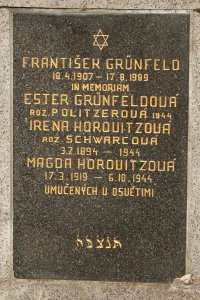 FRANTIŠEK GRÜNFELD
18.4.1907 – 17.8.1989
IN MEMORIAM
ESTER GRÜNFELDOVÁ
ROZ. POLITZEROVÁ 1944
IRENA HOROVITZOVÁ
ROZ. SCHWARCOVÁ
3.2.1894 – 1944
MAGDA HOROVITZOVÁ
17.3.1919 – 6.10.1944
UMUČENÝCH V OSVĚTIMI
תנצבה